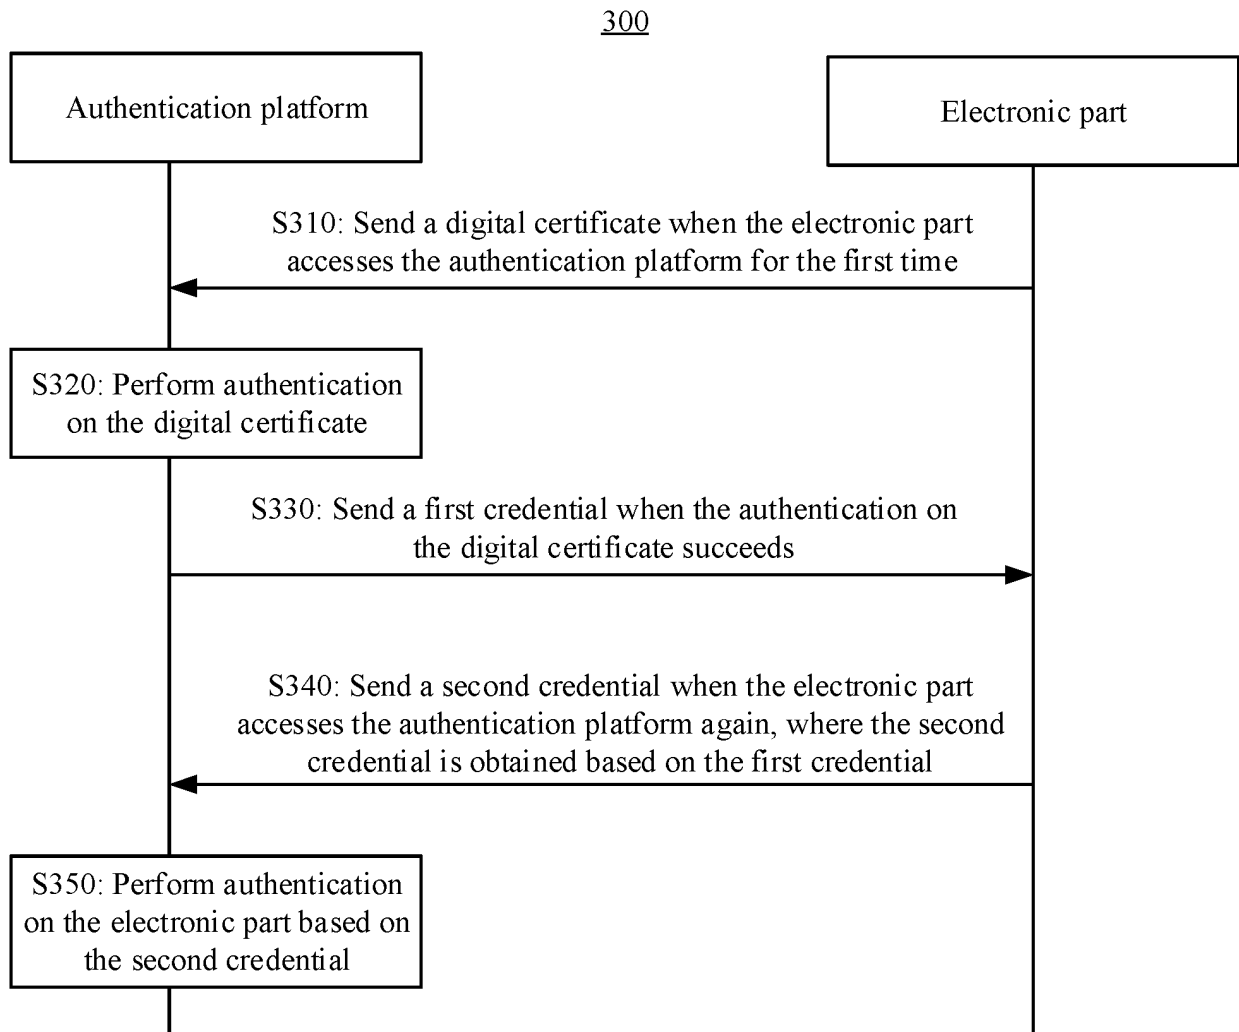 300
Authentication platform
Electronic part
S310: Send a digital certificate when the electronic part
accesses the authentication platform for the first time
S320: Perform authentication
on the digital certificate
S330: Send a first credential when the authentication on
the digital certificate succeeds
S340: Send a second credential when the electronic part
accesses the authentication platform again, where the second
credential is obtained based on the first credential
S350: Perform authentication
on the electronic part based on
the second credential